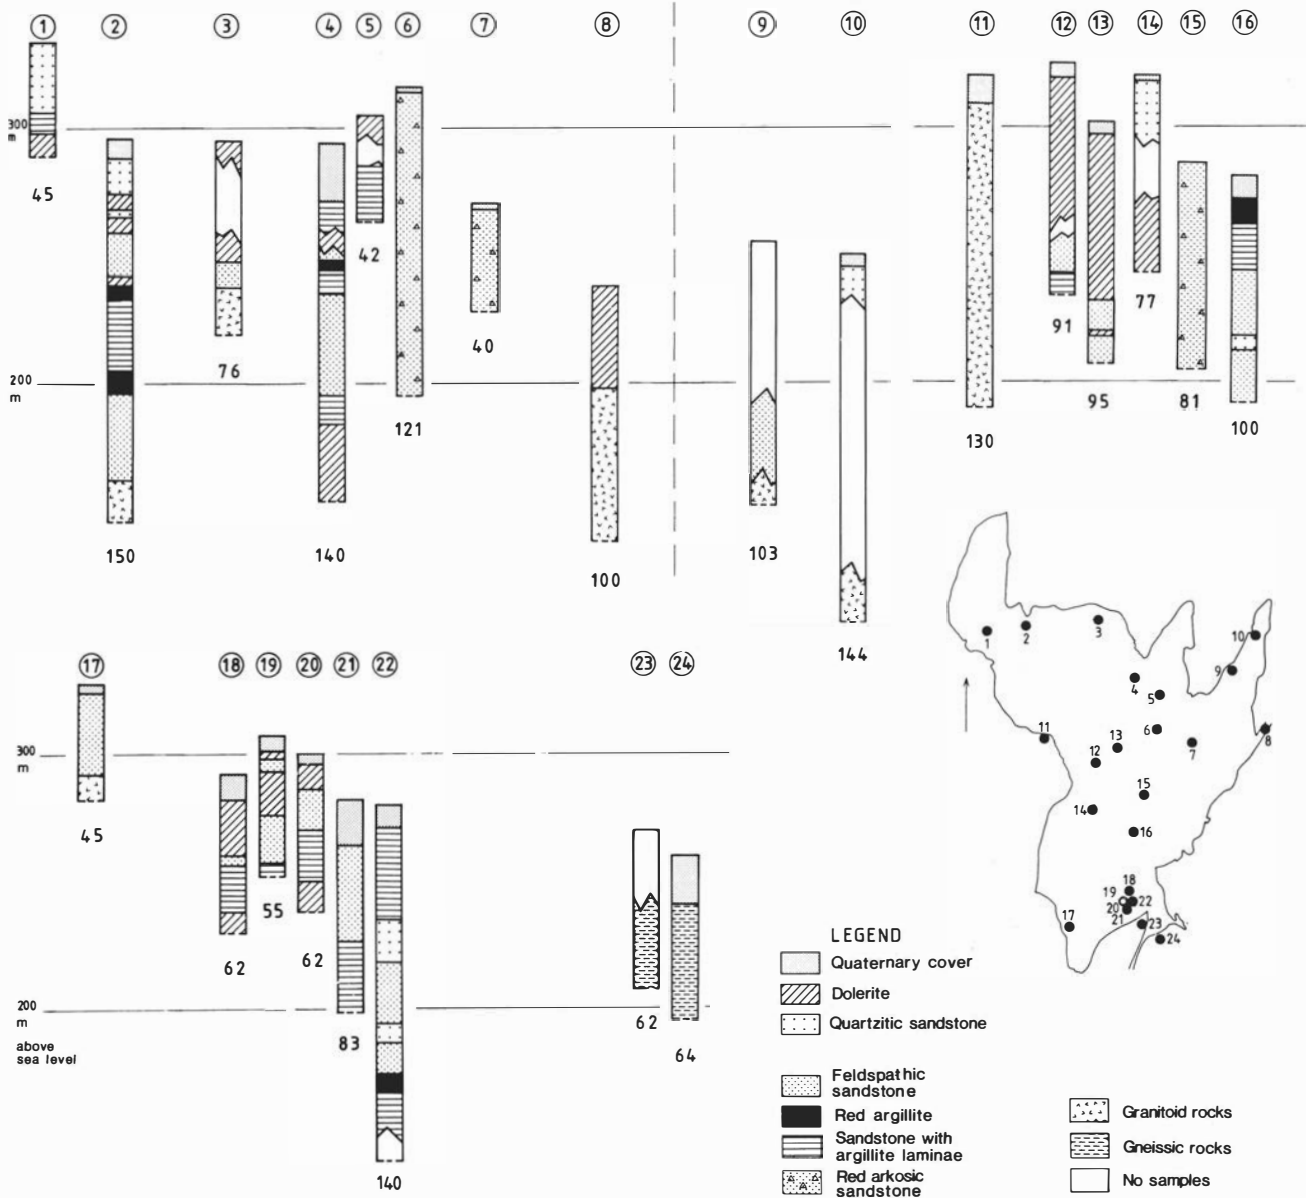 1 2 3 4 5 6 7 8 9 10 11 12 13 14 15 16
300
m
45
42
76
40
77
91
200
m
95
81
121
130
100
150
140
103
100
144
17 18 19 20 21 22 23 24
300
m
45
55
62
62
200
m
above
sea level
83
62
64
140
1
2
3
4
5
6
7
8
9
10
11
12
13
14
15
16
17
18
19
20
21
22
23
24
LEGEND
Quaternary cover
Dolerite
Quartzitic sandstone
Feldspathic
sandstone
Red argillite
Sandstone with
argillite laminae
Red arkosic
sandstone
Granitoid rocks
Gneissic rocks
No samples